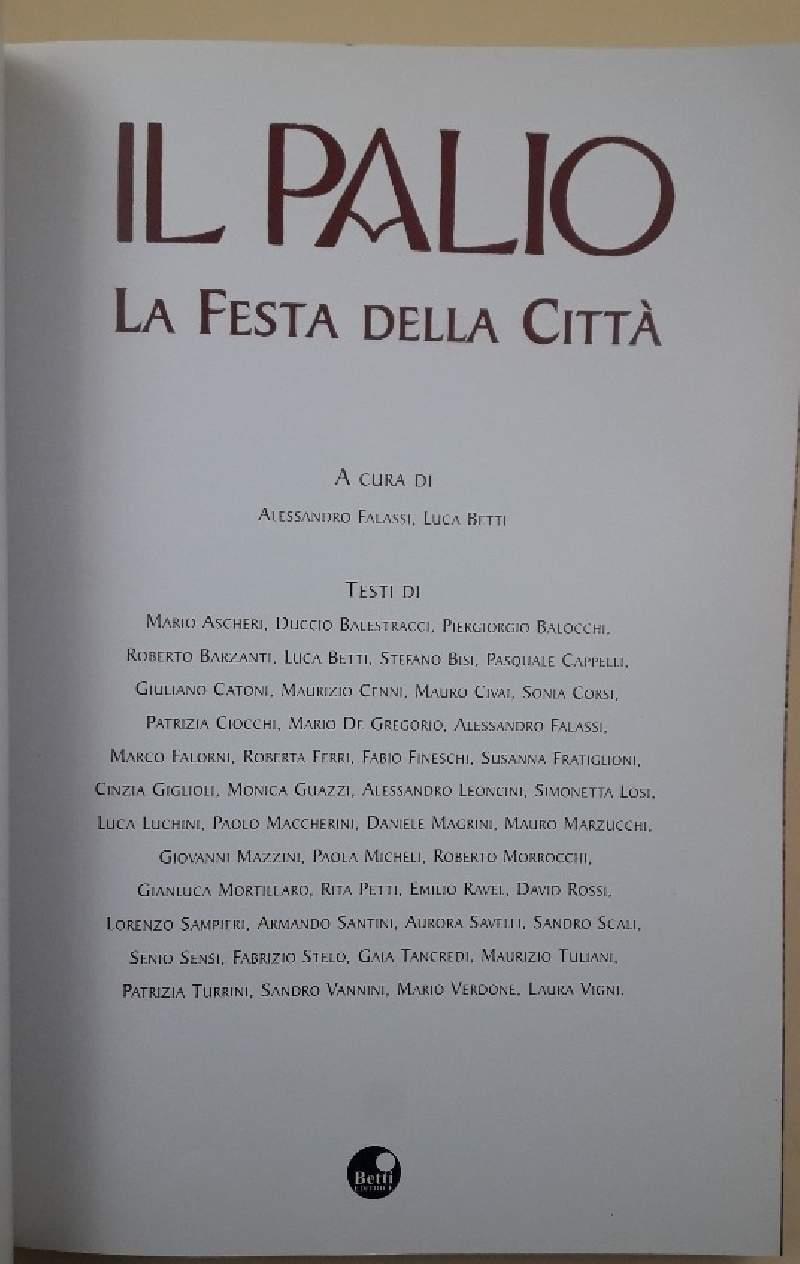 IL PALIO
LA FESTA DELLA CITTÀ
A CURA DI
ALESSANDRO FALASSI, LUCA BETTI
TESTI DI
MARIO ASCHERI, DUCCIO BALESTRACCI, PIERGIORGIO BALOCCHI,
ROBERTO BARZANTI, LUCA BETTI, STEFANO BISI, PASQUALE CAPPELLI,
GIULIANO CATONI, MAURIZIO CENNI, MAURO CIVAI, SONIA CORSI,
PATRIZIA CIOCCHI, MARIO DE GREGORIO, ALESSANDRO FALASSI,
MARCO FALORNI, ROBERTA FERRI, FABIO FINESCHI, SUSANNA FRATIGLIONI,
CINZIA GIGLIOLI, MONICA GUAZZI, ALESSANDRO LEONCINI, SIMONETTA LOSI,
LUCA LUCHINI, PAOLO MACCHERINI, DANIELE MAGRINI, MAURO MARZUCCHI,
GIOVANNI MAZZINI, PAOLA MICHELI, ROBERTO MORROCCHI,
GIANLUCA MORTILLARO, RITA PETTI, EMILIO RAVEL, DAVID ROSSI,
LORENZO SAMPIERI, ARMANDO SANTINI, AURORA SAVELLI, SANDRO SCALI,
SENIO SENSI, FABRIZIO STELO, GAIA TANCREDI, MAURIZIO TULIANI,
PATRIZIA TURRINI, SANDRO VANNINI, MARIO VERDONE, LAURA VIGNI.
Betti
EDITRICE